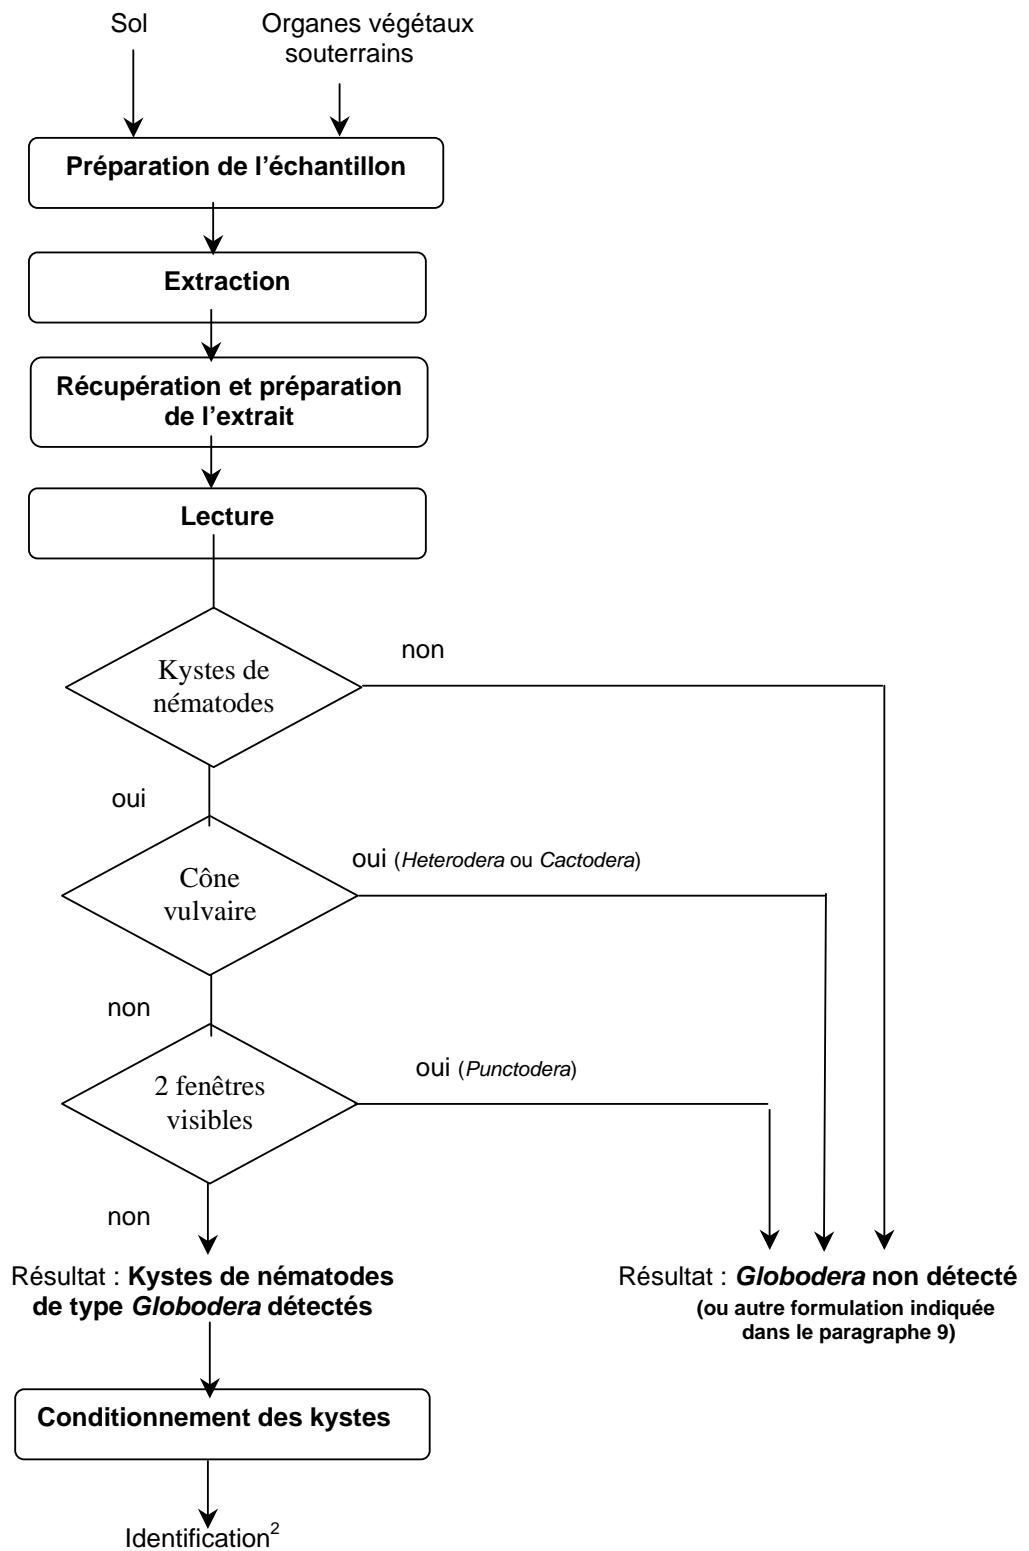 Sol
Organes végétaux
souterrains
Préparation de l’échantillon
Extraction
Récupération et préparation
de l’extrait
Lecture
Kystes de
nématodes
non
oui
Cône
vulvaire
oui (Heterodera ou Cactodera)
non
2 fenêtres
visibles
oui (Punctodera)
non
Résultat : Kystes de nématodes
de type Globodera détectés
Résultat : Globodera non détecté
(ou autre formulation indiquée
dans le paragraphe 9)
Conditionnement des kystes
Identification²